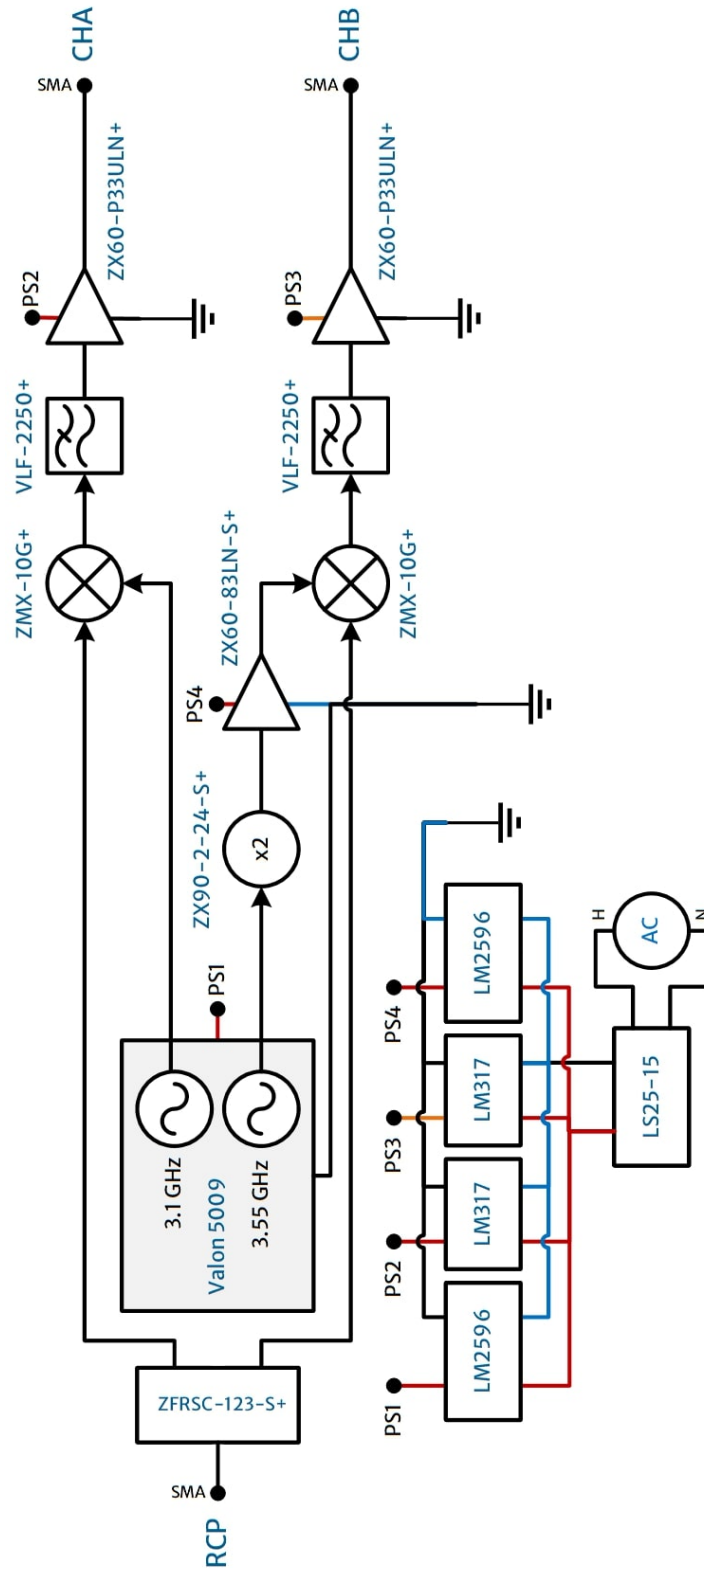 RCP
SMA
ZFRSC-123-S+
3.1 GHz
Valon 5009
3.55 GHz
PS1
ZX90-2-24-S+
x2
PS4
ZX60-83LN-S+
ZMX-10G+
VLF-2250+
PS2
ZX60-P33ULN+
SMA
CHA
ZMX-10G+
VLF-2250+
PS3
ZX60-P33ULN+
SMA
CHB
PS1
LM2596
PS2
LM317
PS3
LM317
PS4
LM2596
LS25-15
H
AC
N